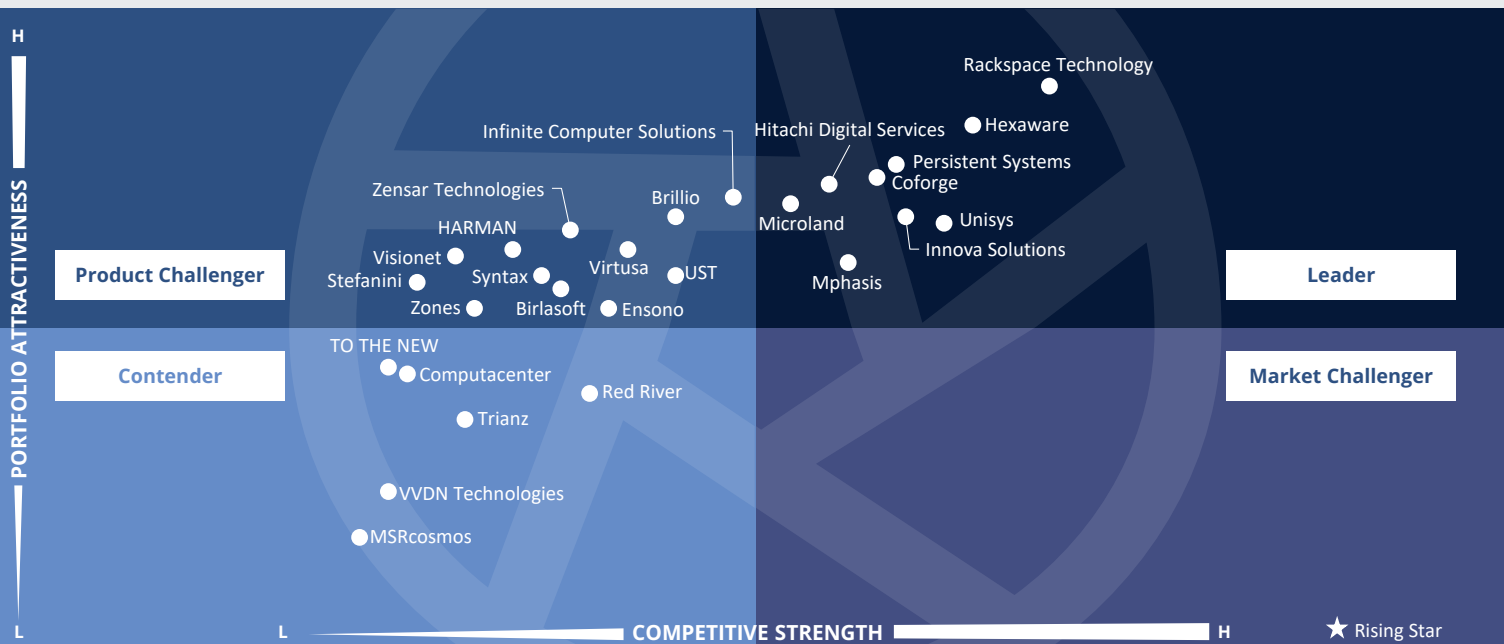 H
Rackspace Technology
Hexaware
Infinite Computer Solutions
Hitachi Digital Services
Persistent Systems
Coforge
Zensar Technologies
Brillio
Microland
Unisys
HARMAN
Innova Solutions
Visionet
Virtusa
Product Challenger
Stefanini
Syntax
UST
Mphasis
Leader
Zones
Birlasoft
Ensono
PORTFOLIO ATTRACTIVENESS
TO THE NEW
Contender
Computacenter
Market Challenger
Red River
Trianz
VVDN Technologies
MSRcosmos
L
L
COMPETITIVE STRENGTH
H
Rising Star